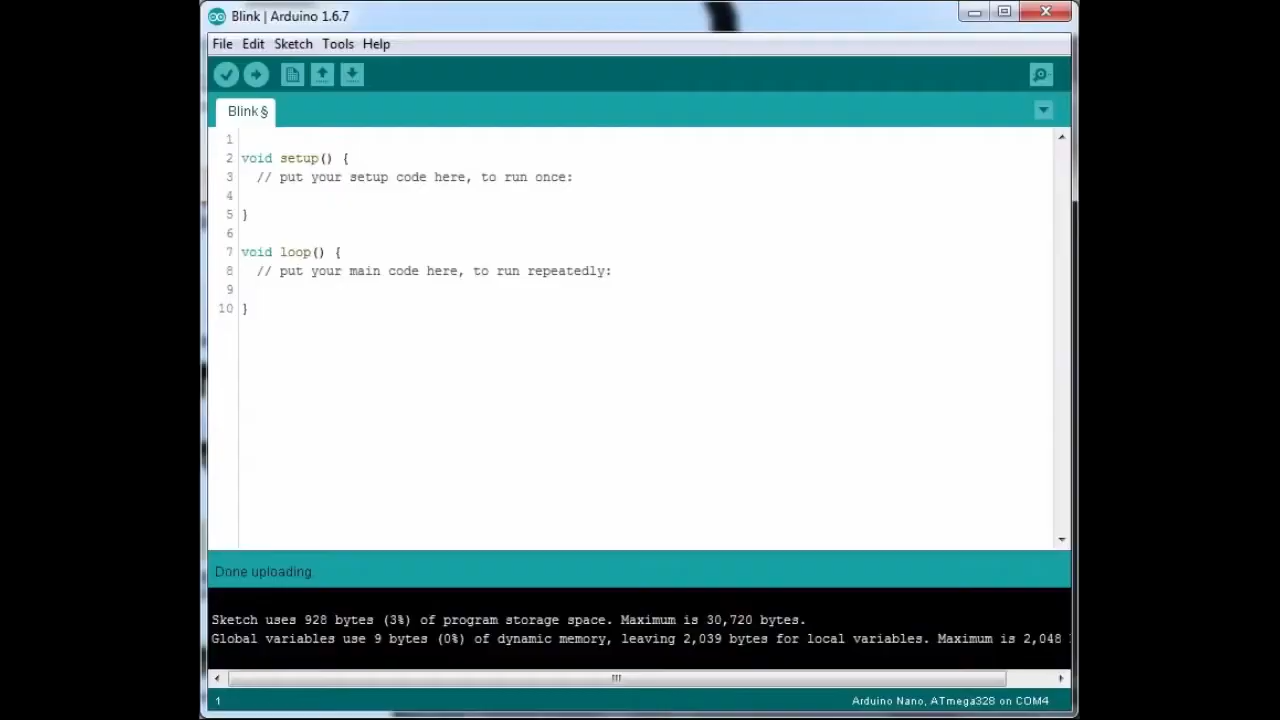 Blink | Arduino 1.6.7
File Edit Sketch Tools Help
Blink§
1
2 void setup() {
3 // put your setup code here, to run once:
4
5 }
6
7 void loop() {
8 // put your main code here, to run repeatedly:
9
10 }
Done uploading.
Sketch uses 928 bytes (3%) of program storage space. Maximum is 30,720 bytes.
Global variables use 9 bytes (0%) of dynamic memory, leaving 2,039 bytes for local variables. Maximum is 2,048
1 Arduino Nano, ATmega328 on COM4